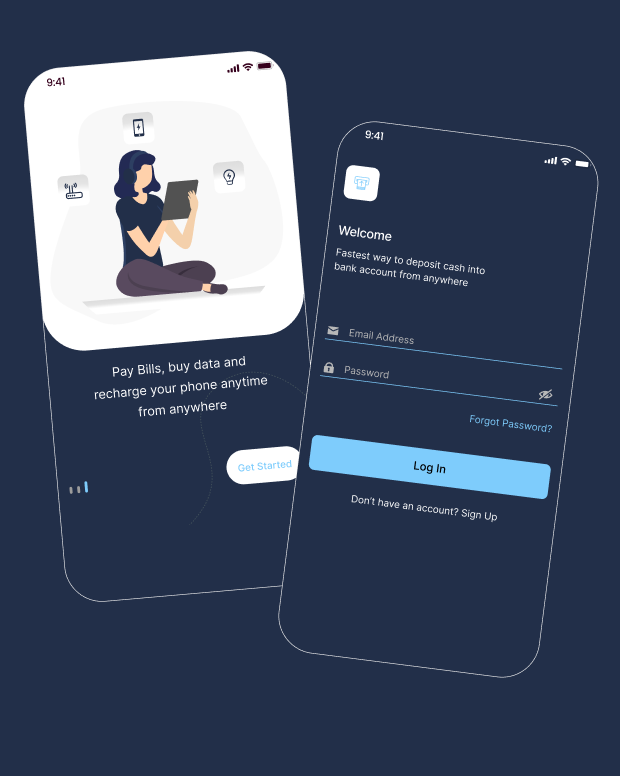 9:41
Pay Bills, buy data and
recharge your phone anytime
from anywhere
Get Started
9:41
Welcome
Fastest way to deposit cash into
bank account from anywhere
Email Address
Password
Forgot Password?
Log In
Don't have an account? Sign Up